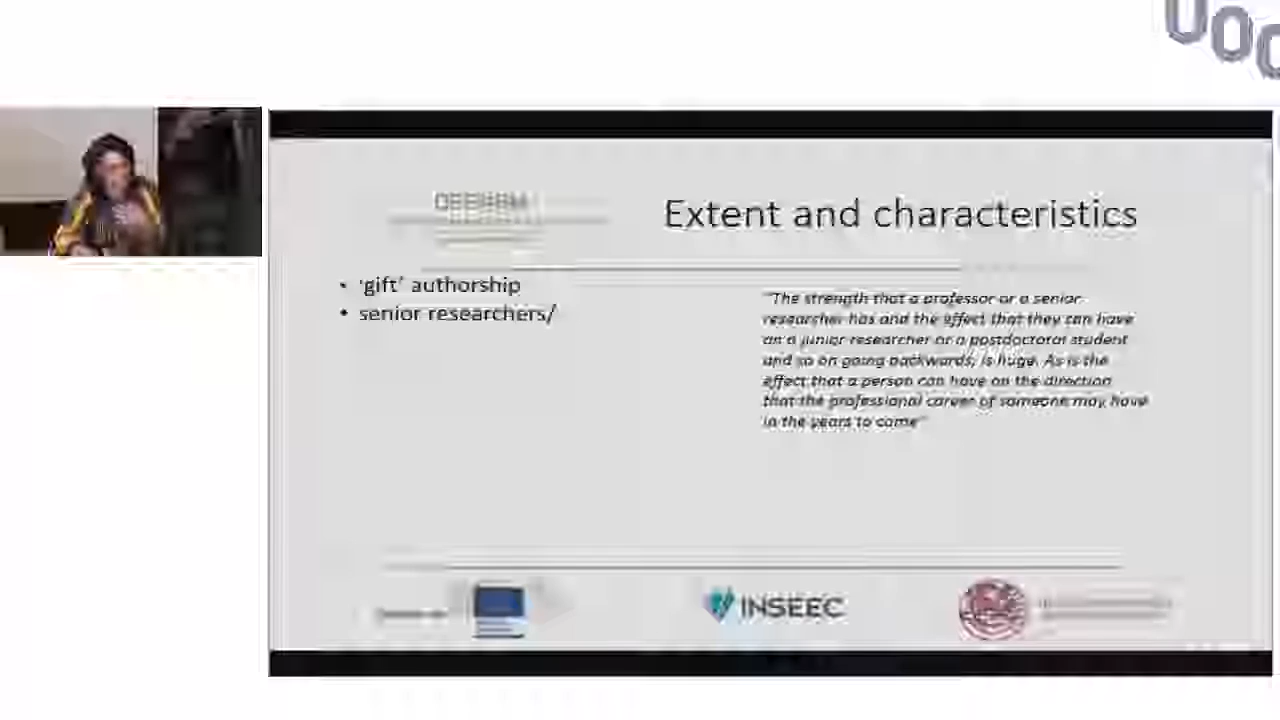 UOC
Extent and characteristics
• ‘gift’ authorship
• senior researchers/
"The strength that a professor or a senior
researcher has and the effect that they can have
on a junior researcher or a postdoctoral student
and so on going backwards, is huge. As is the
effect that a person can have on the direction
that the professional career of someone may have
in the years to come"
INSEEC